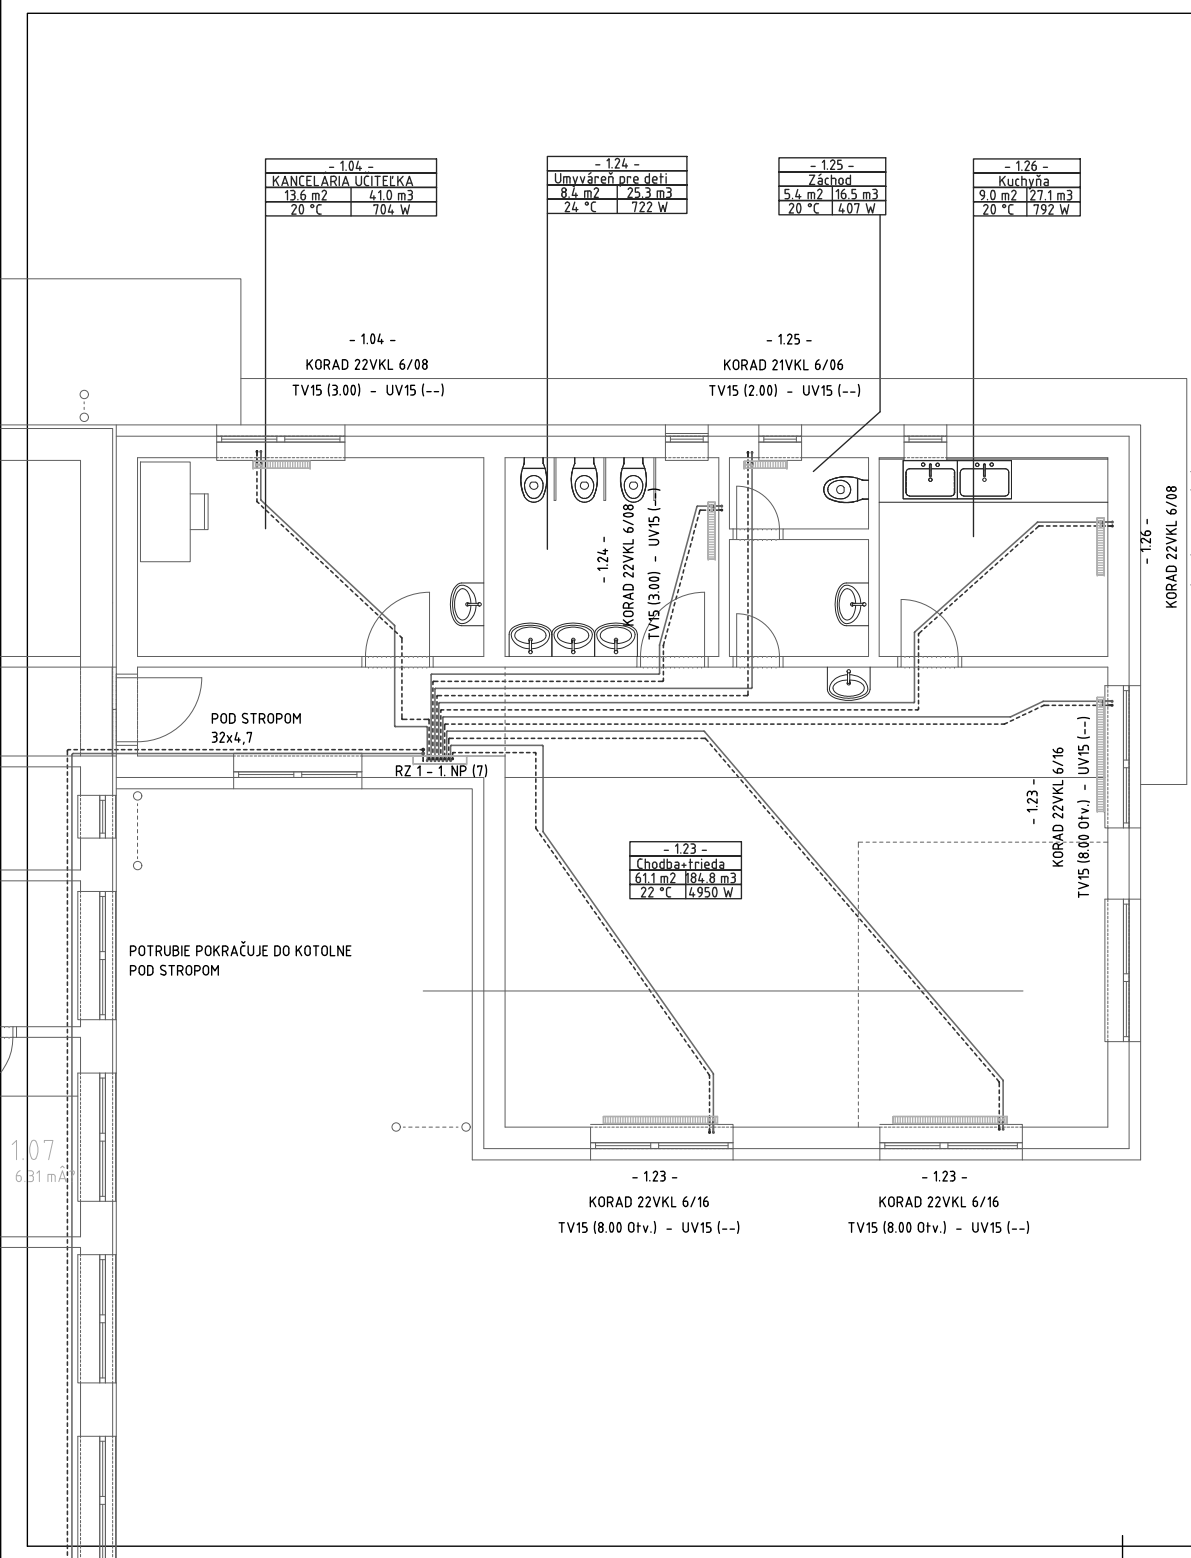 - 1.04 -
KANCELÁRIA UČITEĽKA
13.6 m2 41.0 m3
20 °C 704 W
- 1.24 -
Umyváreň pre deti
8.4 m2 25.3 m3
24 °C 722 W
- 1.25 -
Záchod
5.4 m2 16.5 m3
20 °C 407 W
- 1.26 -
Kuchyňa
9.0 m2 27.1 m3
20 °C 792 W
- 1.04 -
KORAD 22VKL 6/08
TV15 (3.00) - UV15 (--)
- 1.25 -
KORAD 21VKL 6/06
TV15 (2.00) - UV15 (--)
- 1.24 -
KORAD 22VKL 6/08
TV15 (3.00) - UV15 (--)
- 1.26 -
KORAD 22VKL 6/08
POD STROPOM
32x4,7
RZ 1 - 1. NP (7)
- 1.23 -
KORAD 22VKL 6/16
TV15 (8.00 Otv.) - UV15 (--)
- 1.23 -
Chodba+trieda
61.1 m2 184.8 m3
22 °C 4950 W
POTRUBIE POKRAČUJE DO KOTOLNE
POD STROPOM
1.07
6.31 mÂ²
- 1.23 -
KORAD 22VKL 6/16
TV15 (8.00 Otv.) - UV15 (--)
- 1.23 -
KORAD 22VKL 6/16
TV15 (8.00 Otv.) - UV15 (--)